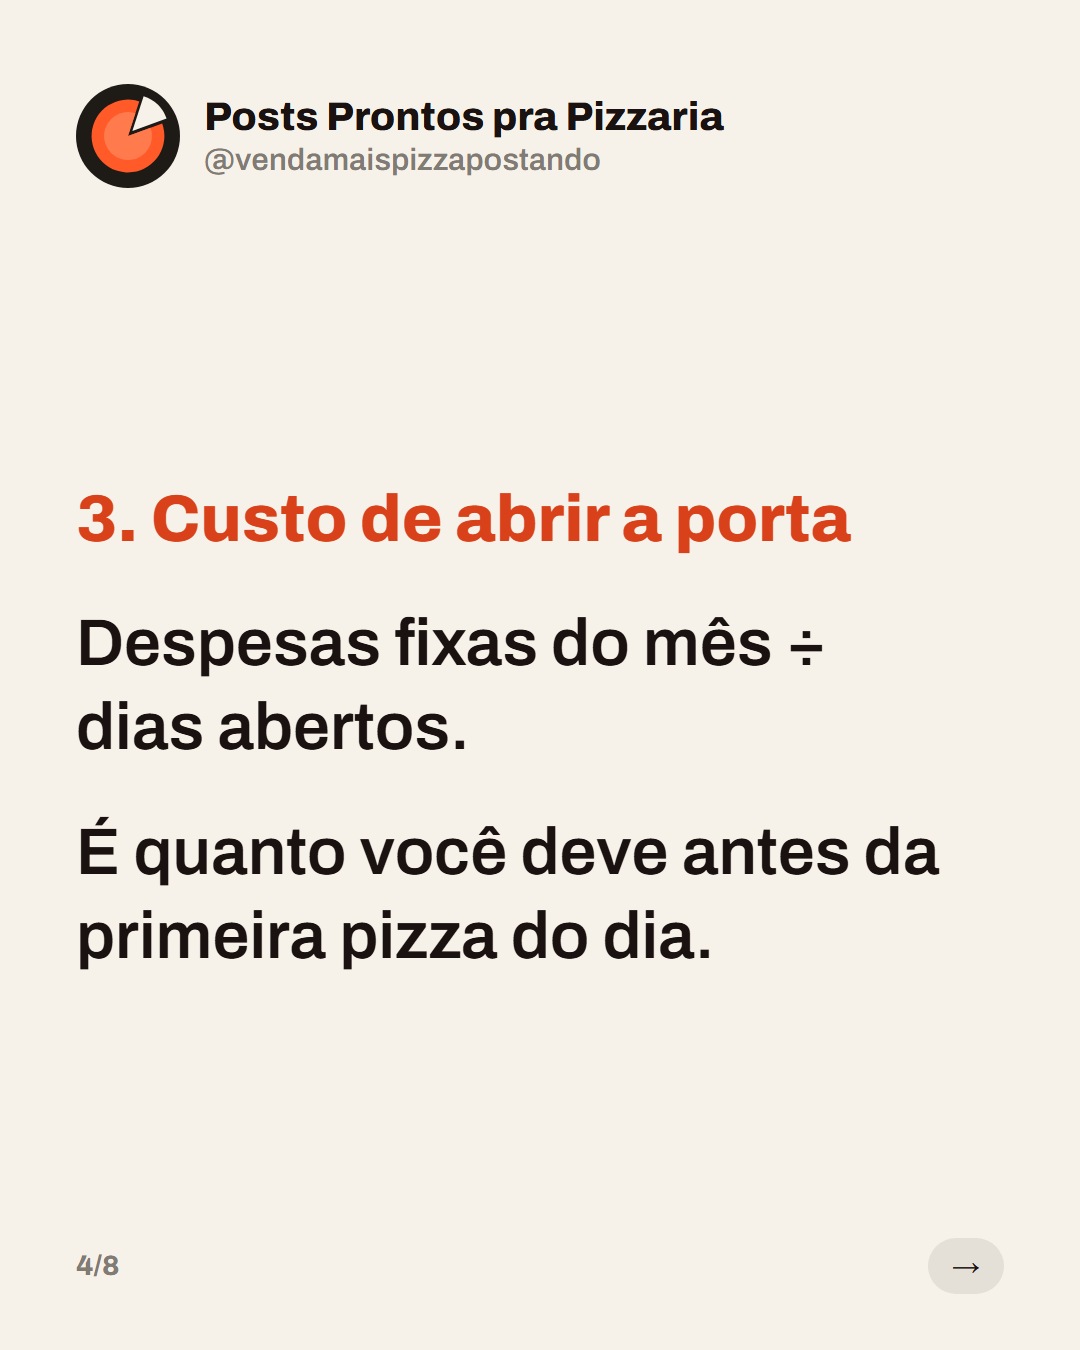 Posts Prontos pra Pizzaria
@vendamaispizzapostando
3. Custo de abrir a porta
Despesas fixas do mês ÷
dias abertos.
É quanto você deve antes da
primeira pizza do dia.
4/8
→